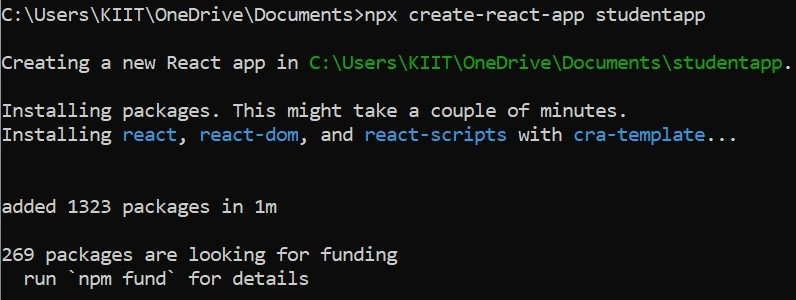 C:\Users\KIIT\OneDrive\Documents>npx create-react-app studentapp
Creating a new React app in C:\Users\KIIT\OneDrive\Documents\studentapp.
Installing packages. This might take a couple of minutes.
Installing react, react-dom, and react-scripts with cra-template...
added 1323 packages in 1m
269 packages are looking for funding
  run `npm fund` for details